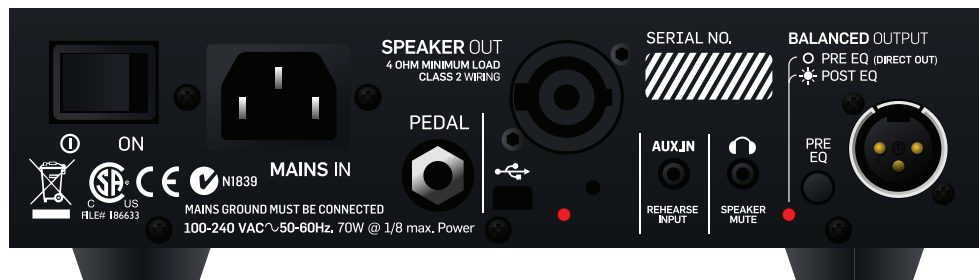 SPEAKER OUT
4 OHM MINIMUM LOAD
CLASS 2 WIRING
SERIAL NO.
BALANCED OUTPUT
PRE EQ (DIRECT OUT)
POST EQ
ON
PEDAL
AUX.IN
PRE
EQ
MAINS IN
CSA
C US
FILE# 186633
CE
N1839
MAINS GROUND MUST BE CONNECTED
100-240 VAC∿50-60Hz. 70W @ 1/8 max. Power
REHEARSE
INPUT
SPEAKER
MUTE